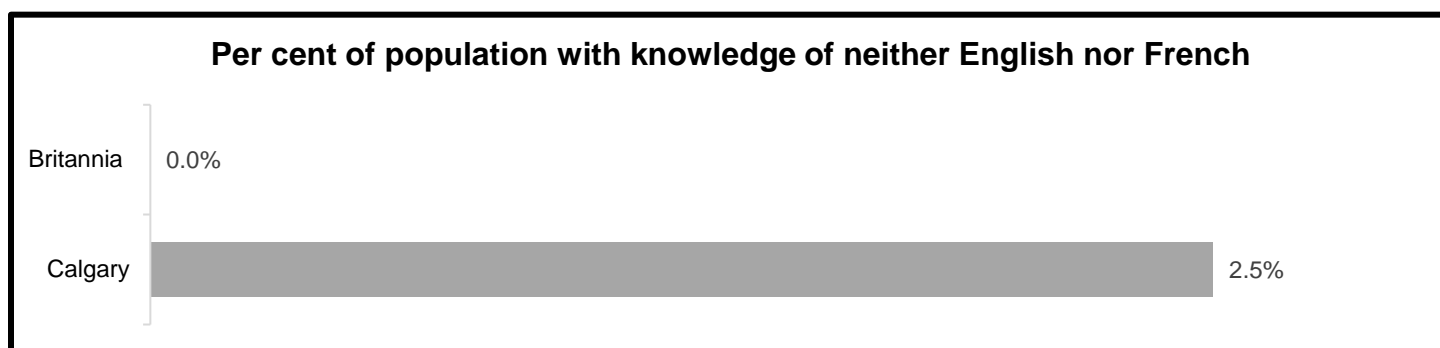 Per cent of population with knowledge of neither English nor French
Britannia 0.0%
Calgary 2.5%